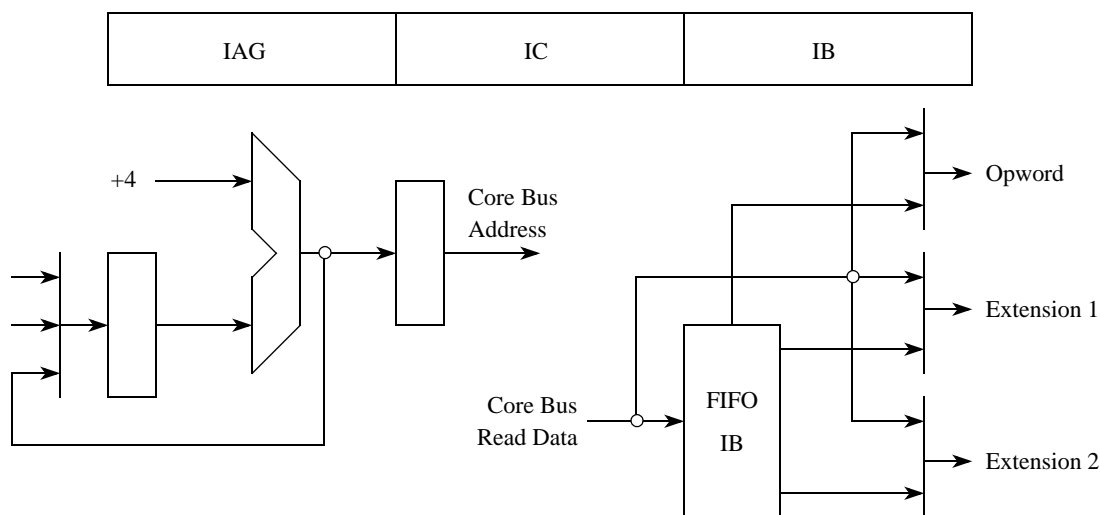 IAG
IC
IB
+4
Core Bus
Address
Opword
Extension 1
Core Bus
Read Data
FIFO
IB
Extension 2